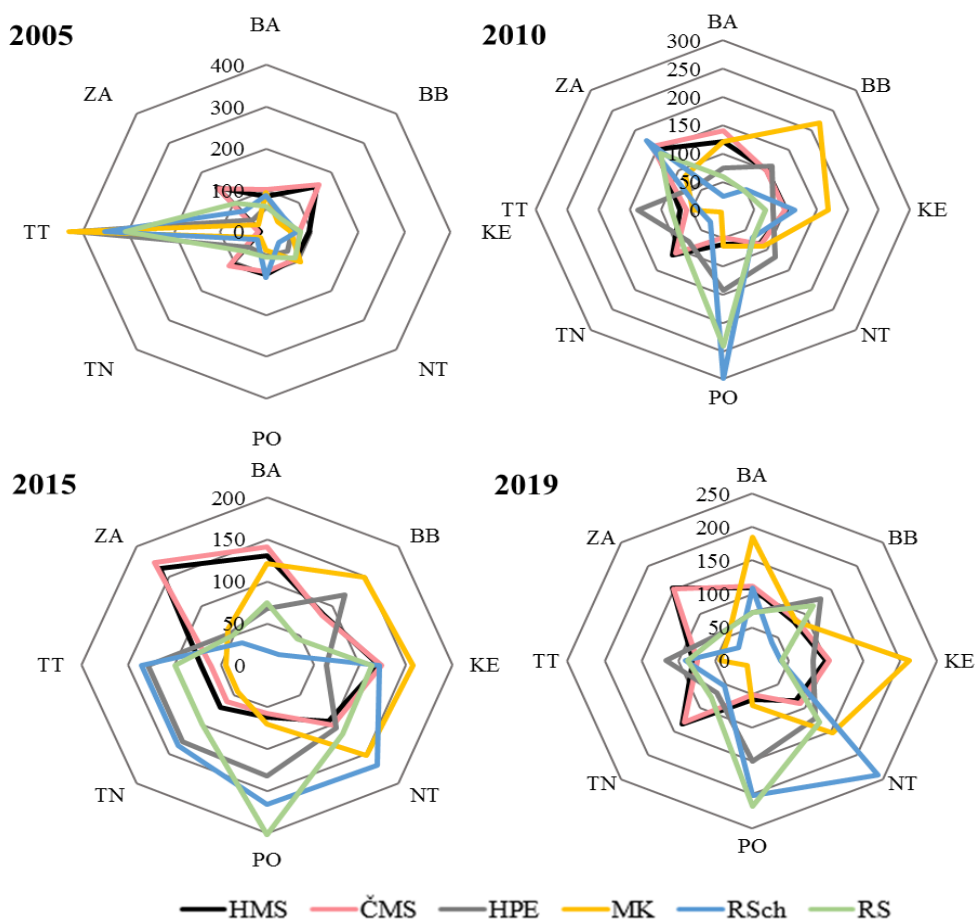 2005
BA
400
300
200
100
0
BB
KE
NT
PO
TN
TT
ZA
2010
BA
300
250
200
150
100
50
0
BB
KE
NT
PO
TN
TT
ZA
2015
BA
200
150
100
50
0
BB
KE
NT
PO
TN
TT
ZA
2019
BA
250
200
150
100
50
0
BB
KE
NT
PO
TN
TT
ZA
HMS ČMS HPE MK RSch RS